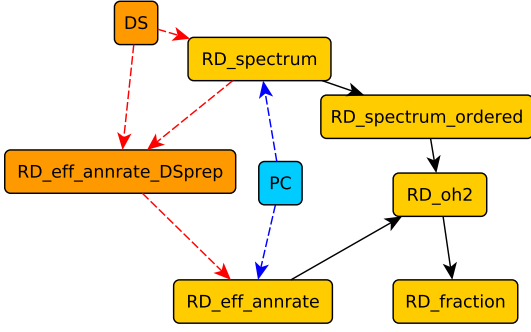 DS
RD_spectrum
RD_spectrum_ordered
RD_eff_annrate_DSprep
PC
RD_oh2
RD_eff_annrate
RD_fraction